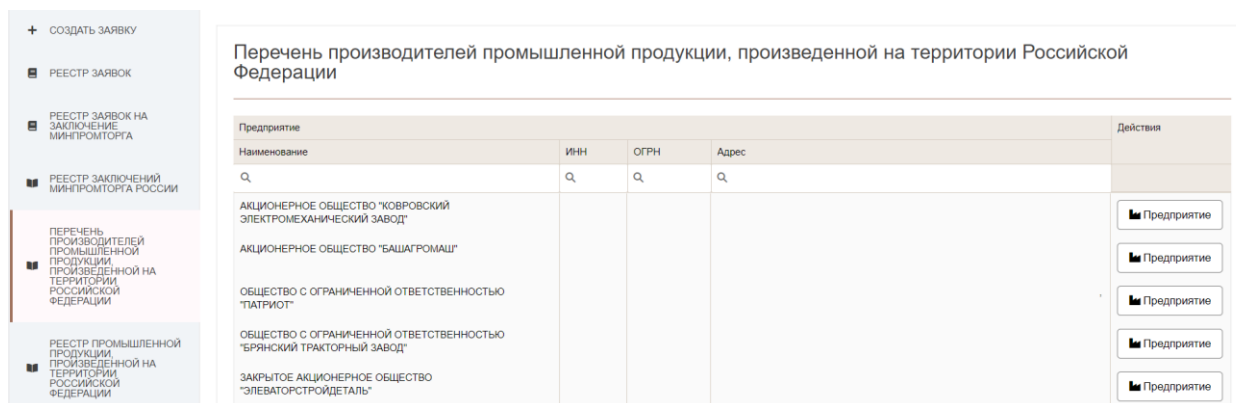 СОЗДАТЬ ЗАЯВКУ
РЕЕСТР ЗАЯВОК
РЕЕСТР ЗАЯВОК НА
ЗАКЛЮЧЕНИЕ
МИНПРОМТОРГА
РЕЕСТР ЗАКЛЮЧЕНИЙ
МИНПРОМТОРГА РОССИИ
ПЕРЕЧЕНЬ
ПРОИЗВОДИТЕЛЕЙ
ПРОМЫШЛЕННОЙ
ПРОДУКЦИИ,
ПРОИЗВЕДЕННОЙ НА
ТЕРРИТОРИИ
РОССИЙСКОЙ
ФЕДЕРАЦИИ
РЕЕСТР ПРОМЫШЛЕННОЙ
ПРОДУКЦИИ,
ПРОИЗВЕДЕННОЙ НА
ТЕРРИТОРИИ
РОССИЙСКОЙ
ФЕДЕРАЦИИ
Перечень производителей промышленной продукции, произведенной на территории Российской
Федерации
Предприятие Действия
Наименование ИНН ОГРН Адрес
АКЦИОНЕРНОЕ ОБЩЕСТВО "КОВРОВСКИЙ
ЭЛЕКТРОМЕХАНИЧЕСКИЙ ЗАВОД"
Предприятие
АКЦИОНЕРНОЕ ОБЩЕСТВО "БАШАГРОМАШ"
Предприятие
ОБЩЕСТВО С ОГРАНИЧЕННОЙ ОТВЕТСТВЕННОСТЬЮ
"ПАТРИОТ"
Предприятие
ОБЩЕСТВО С ОГРАНИЧЕННОЙ ОТВЕТСТВЕННОСТЬЮ
"БРЯНСКИЙ ТРАКТОРНЫЙ ЗАВОД"
Предприятие
ЗАКРЫТОЕ АКЦИОНЕРНОЕ ОБЩЕСТВО
"ЭЛЕВАТОРСТРОЙДЕТАЛЬ"
Предприятие